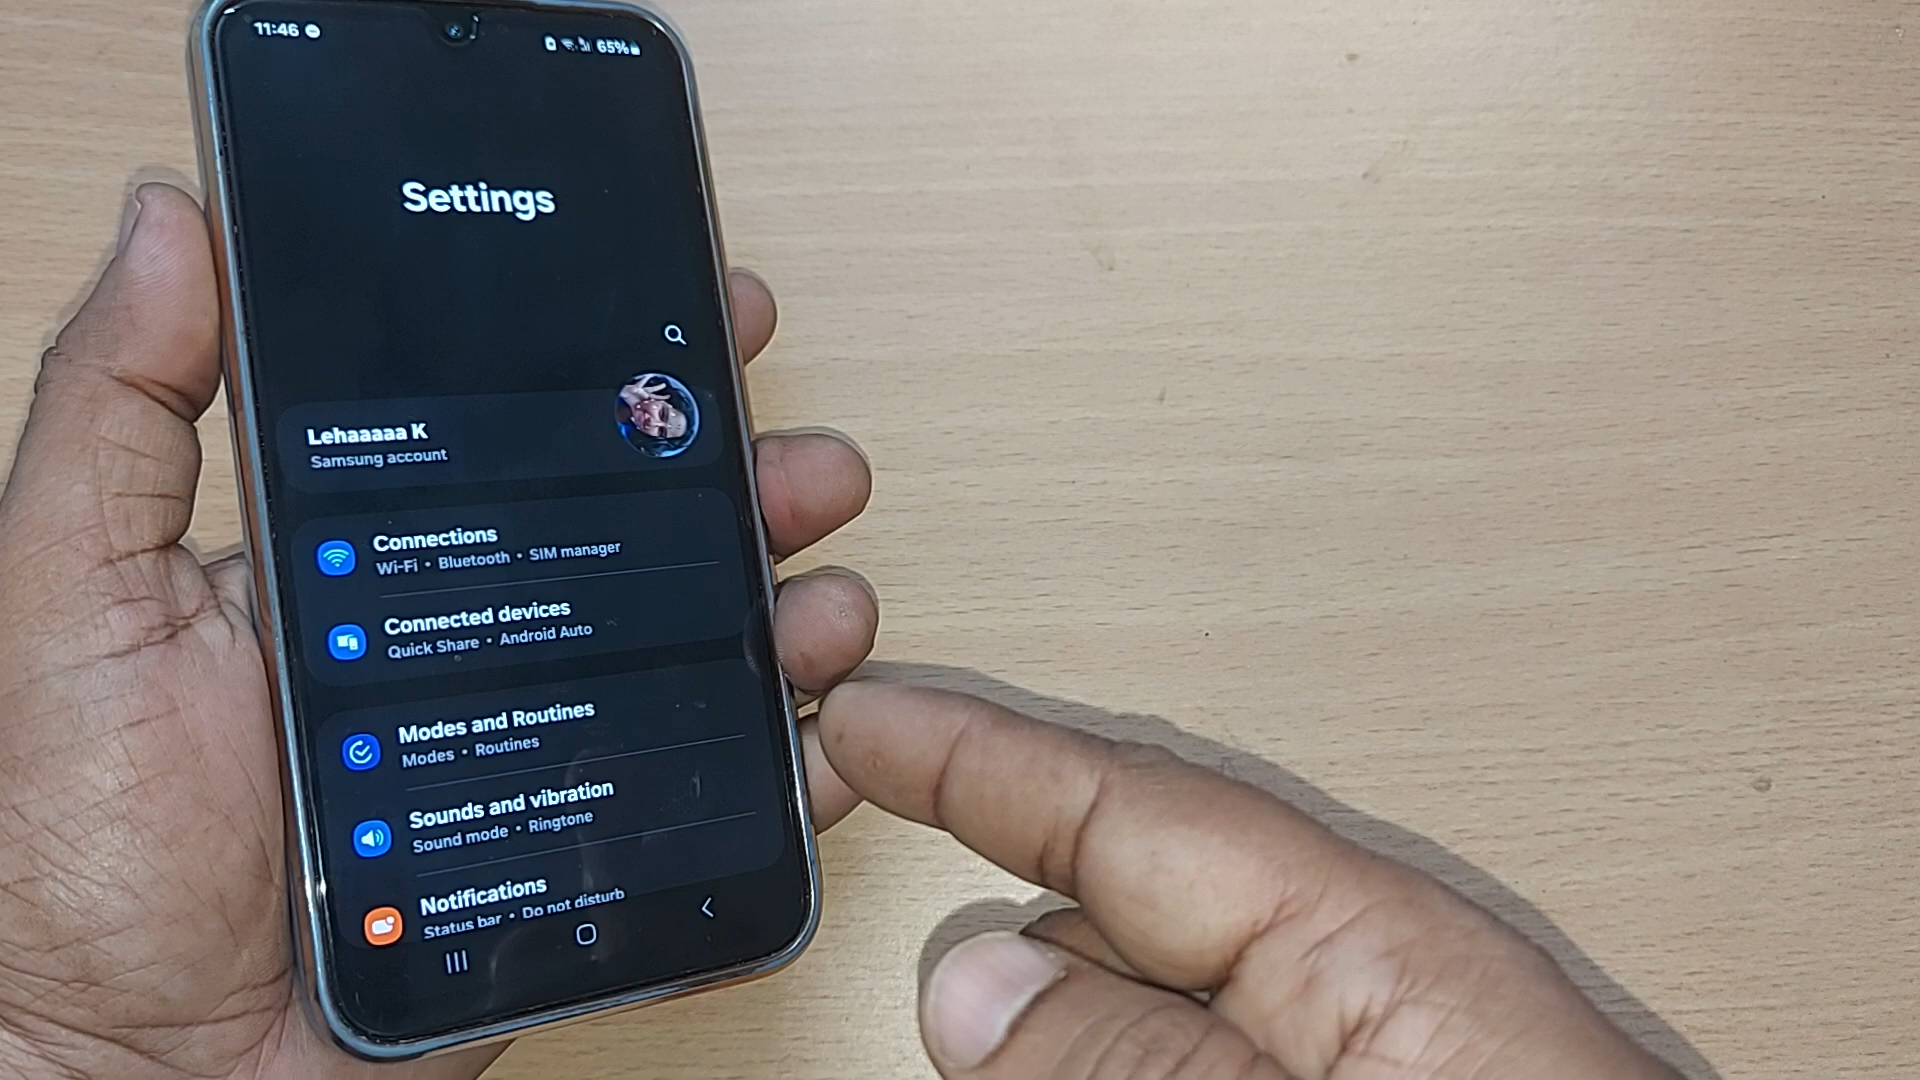 11:46
65%
Settings
Lehaaaaa K
Samsung account
Connections
Wi-Fi • Bluetooth • SIM manager
Connected devices
Quick Share • Android Auto
Modes and Routines
Modes • Routines
Sounds and vibration
Sound mode • Ringtone
Notifications
Status bar • Do not disturb